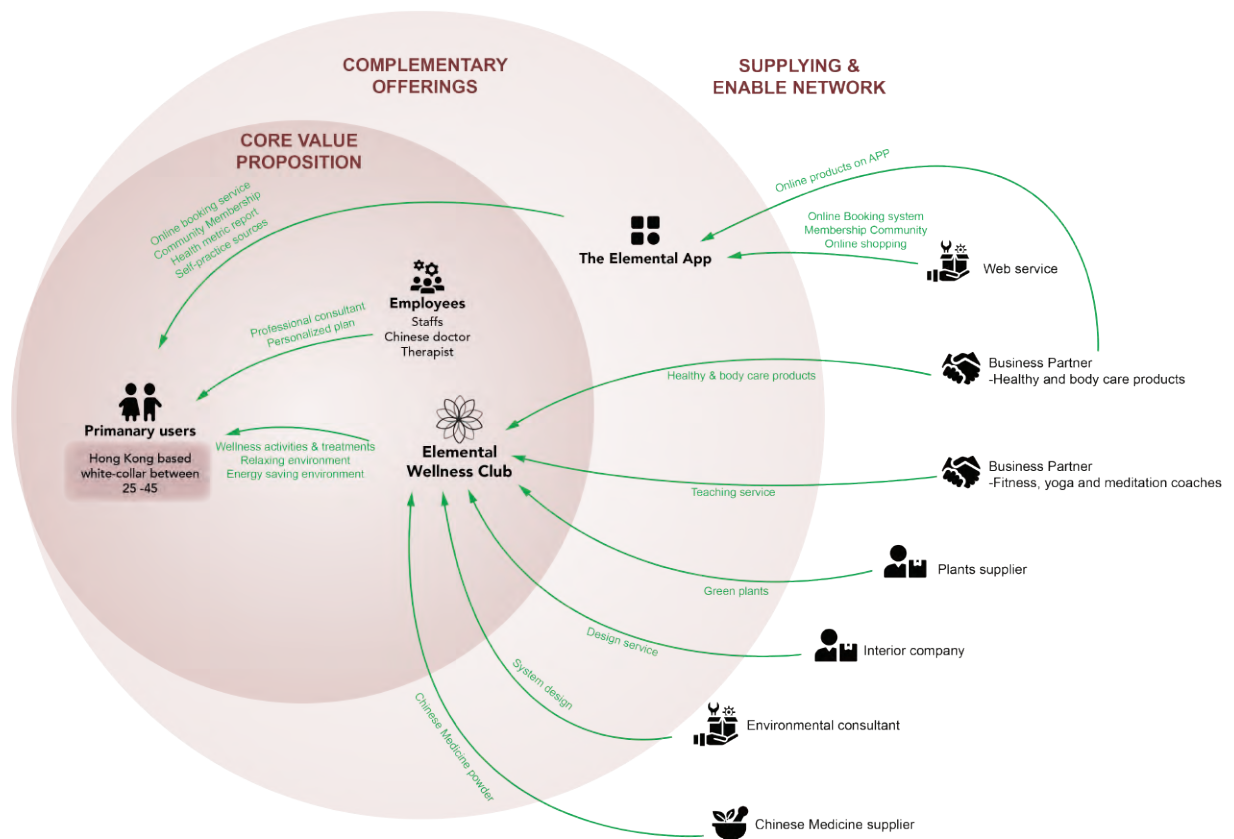 COMPLEMENTARY
OFFERINGS
SUPPLYING &
ENABLE NETWORK
CORE VALUE
PROPOSITION
Online products on APP
Online booking service
Community Membership
Health metric report
Self-practice sources
Online Booking system
Membership Community
Online shopping
The Elemental App
Web service
Employees
Staffs
Chinese doctor
Therapist
Professional consultant
Personalized plan
Business Partner
-Healthy and body care products
Healthy & body care products
Primanary users
Hong Kong based
white-collar between
25 -45
Wellness activities & treatments
Relaxing environment
Energy saving environment
Elemental
Wellness Club
Business Partner
-Fitness, yoga and meditation coaches
Teaching service
Plants supplier
Green plants
Design service
Interior company
System design
Environmental consultant
Chinese Medicine powder
Chinese Medicine supplier